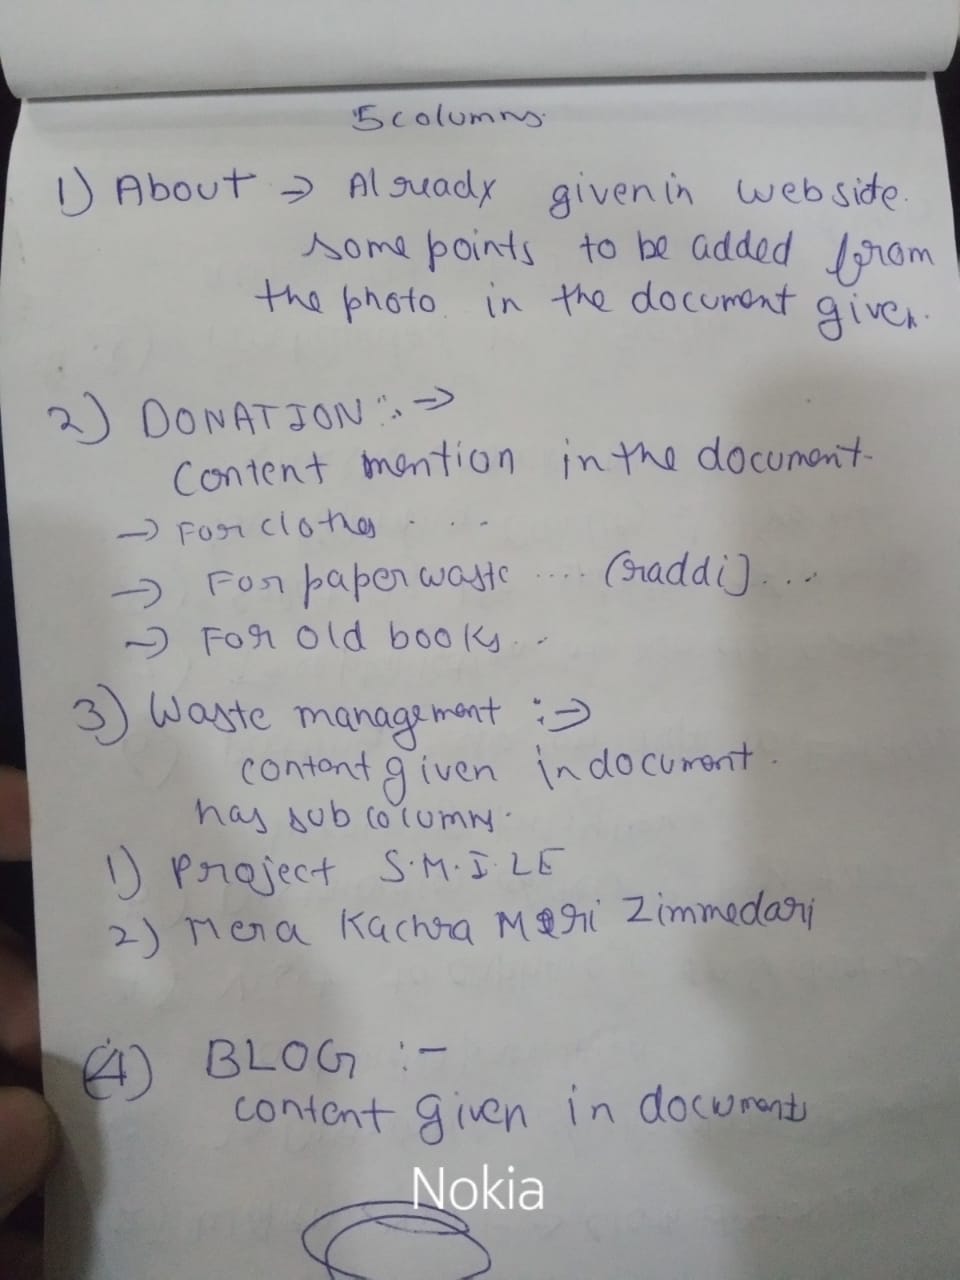 5 columns.
1) About → Already given in web side.
some points to be added from
the photo in the document given.
2) DONATION :. →
Content mention in the document-
→ For clothes . . .
→ For paper waste .... (raddi) ...
→ For old books . ..
3) Waste management :→
content given in document.
has sub columns.
1) Project S.M.I.LE
2) Mera Kachra Meri Zimmedari
(4) BLOG :-
content given in documents
Nokia